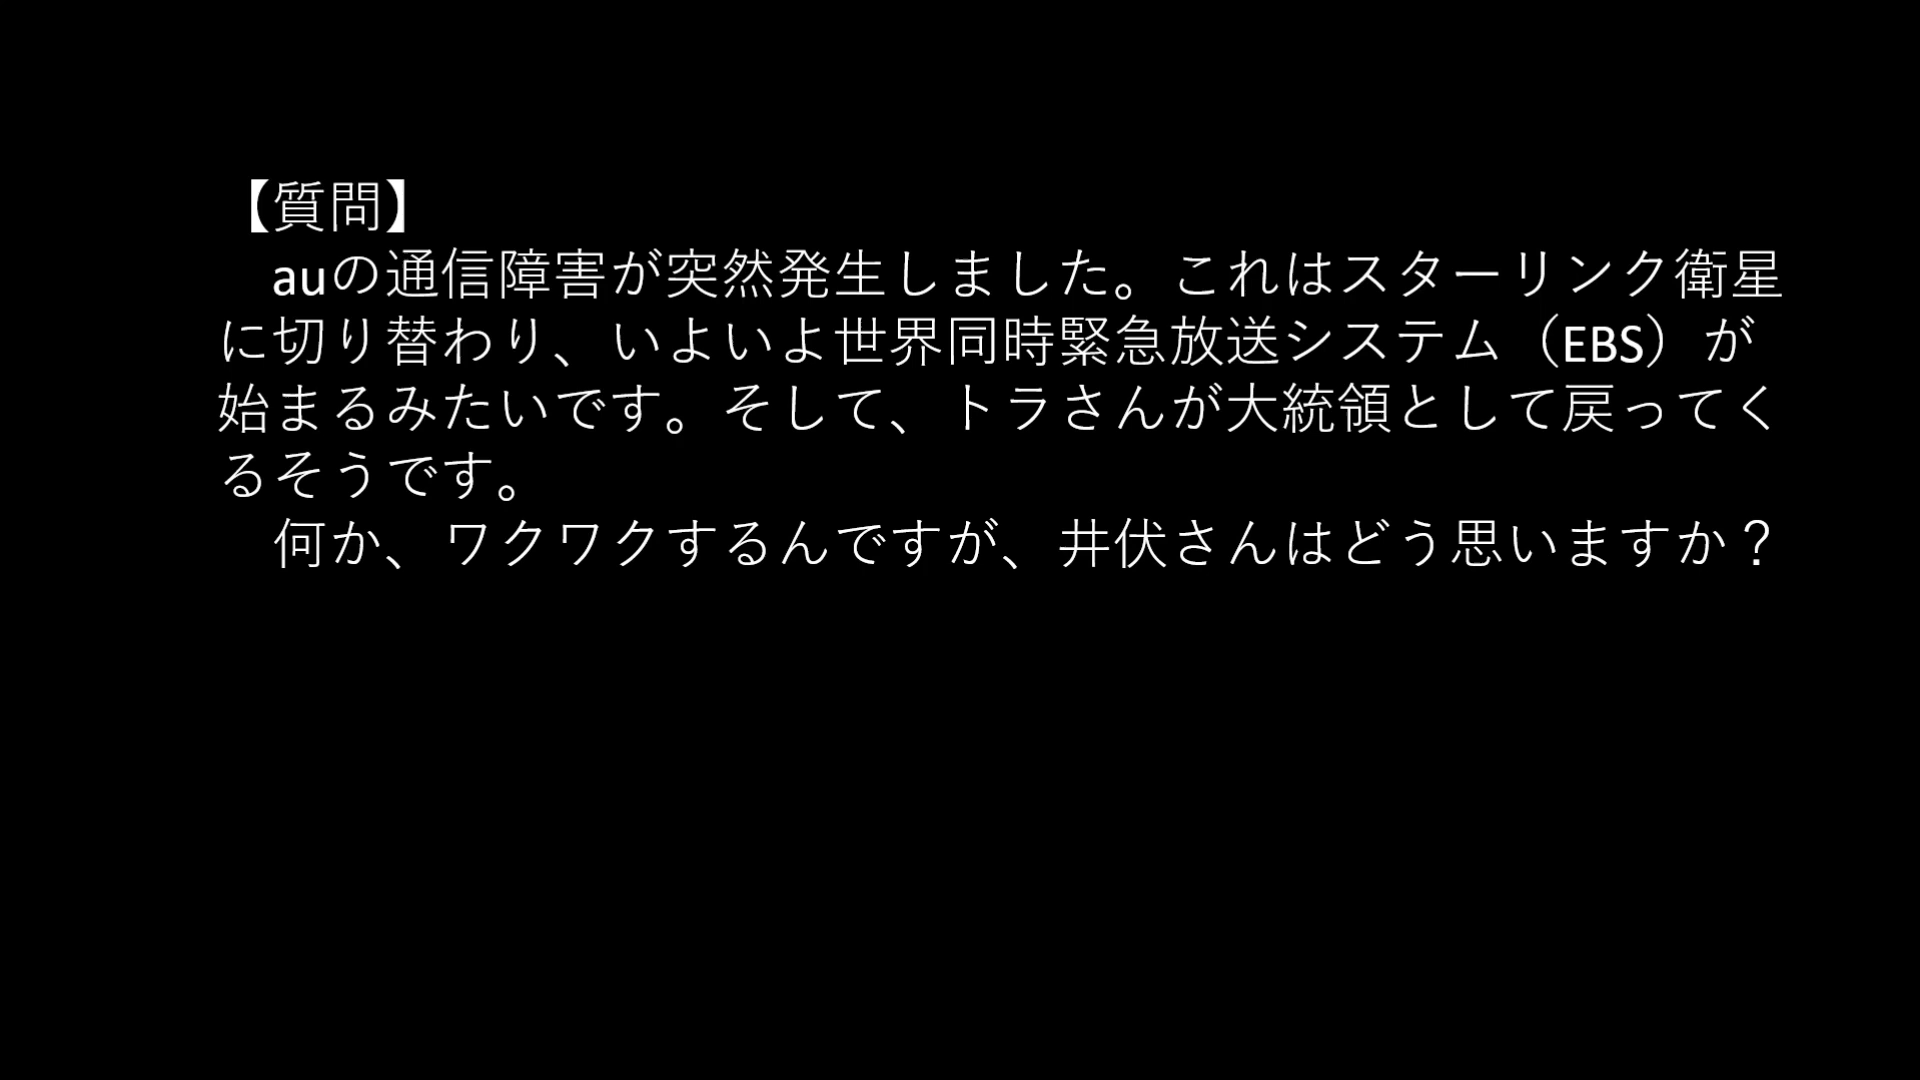 【質問】
　auの通信障害が突然発生しました。これはスターリンク衛星
に切り替わり、いよいよ世界同時緊急放送システム（EBS）が
始まるみたいです。そして、トラさんが大統領として戻ってく
るそうです。
　何か、ワクワクするんですが、井伏さんはどう思いますか？